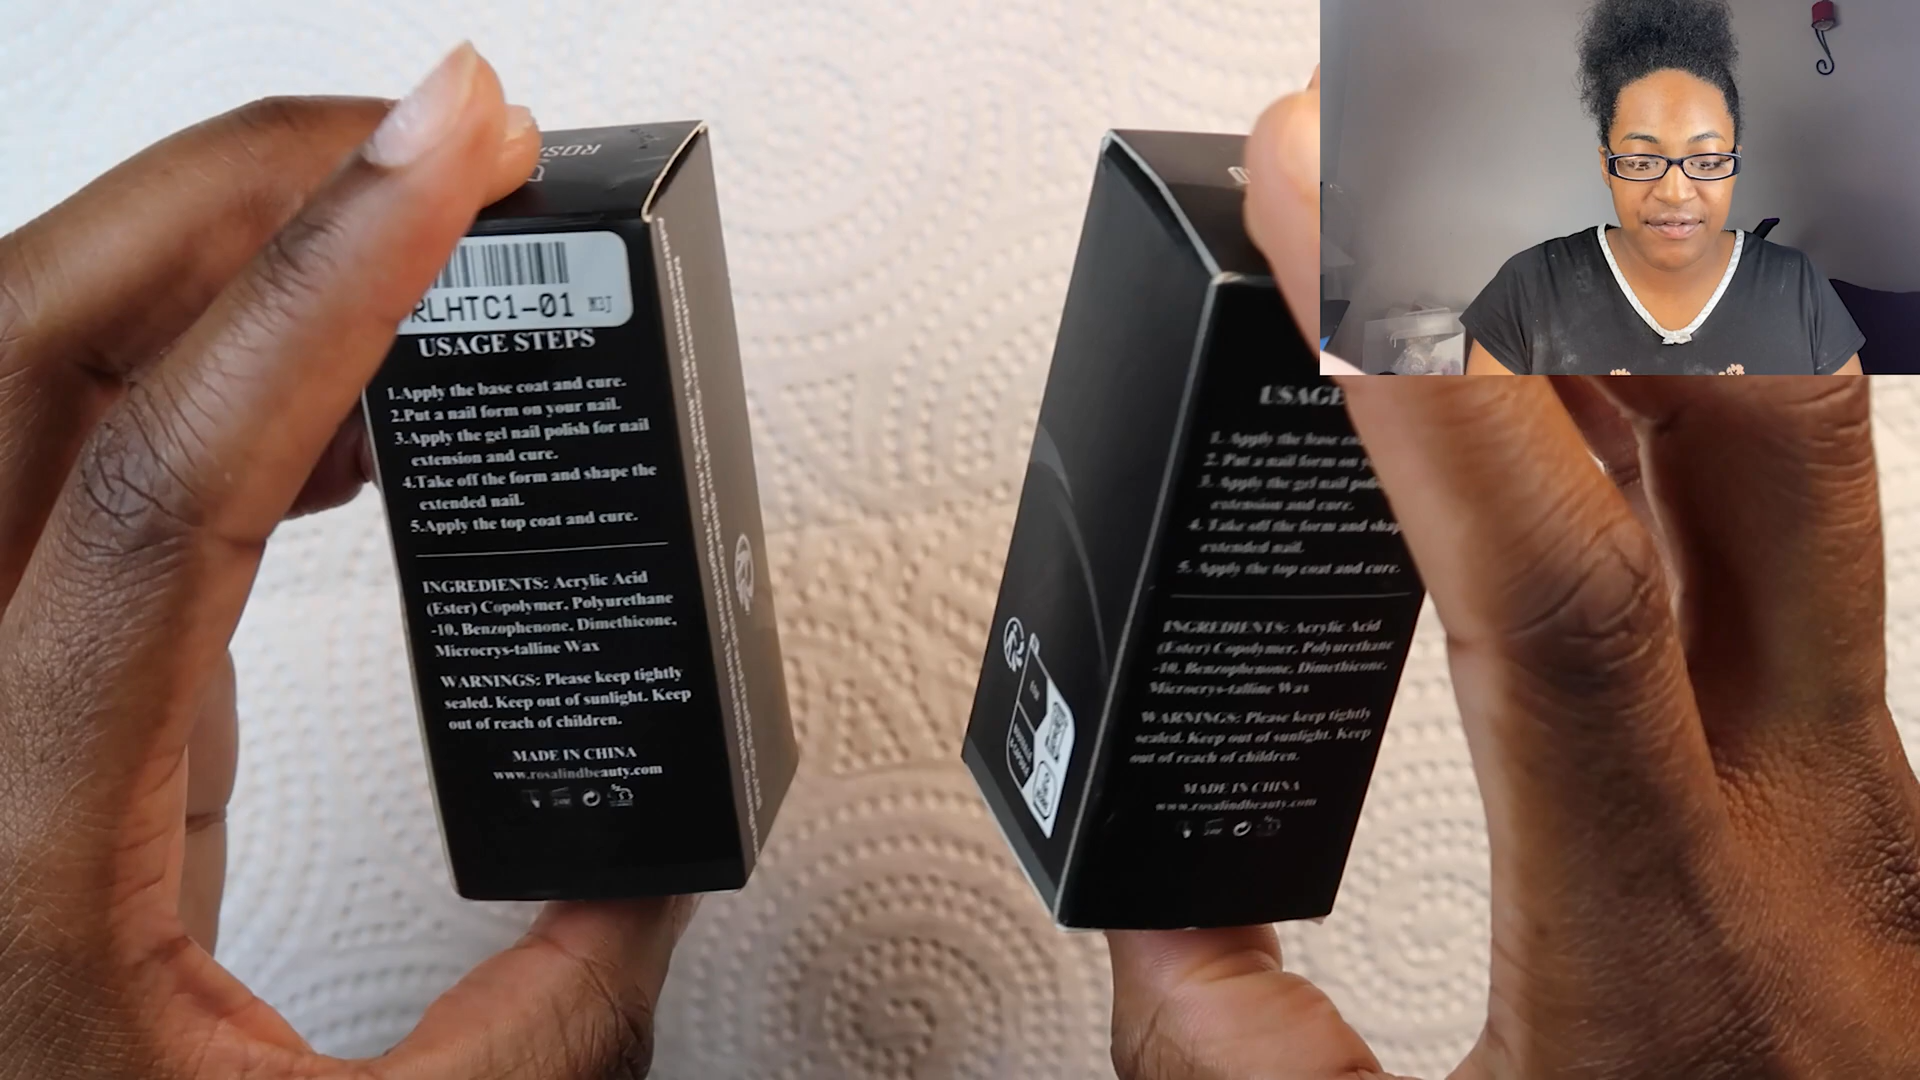 RLHTC1-01 M3J
USAGE STEPS
1.Apply the base coat and cure.
2.Put a nail form on your nail.
3.Apply the gel nail polish for nail
extension and cure.
4.Take off the form and shape the
extended nail.
5.Apply the top coat and cure.
INGREDIENTS: Acrylic Acid
(Ester) Copolymer, Polyurethane
-10, Benzophenone, Dimethicone,
Microcrys-talline Wax
WARNINGS: Please keep tightly
sealed. Keep out of sunlight. Keep
out of reach of children.
MADE IN CHINA
www.rosalindbeauty.com
24M
USAGE
1. Apply the base
2. Put a nail form on
3. Apply the gel nail
extension and cure.
4. Take off the form and
extended nail.
5. Apply the top coat and cure.
INGREDIENTS: Acrylic Acid
(Ester) Copolymer, Polyurethane
-10, Benzophenone, Dimethicone,
Microcrys-talline Wax
WARNINGS: Please keep tightly
sealed. Keep out of sunlight. Keep
out of reach of children.
MADE IN CHINA
www.rosalindbeauty.com
24M